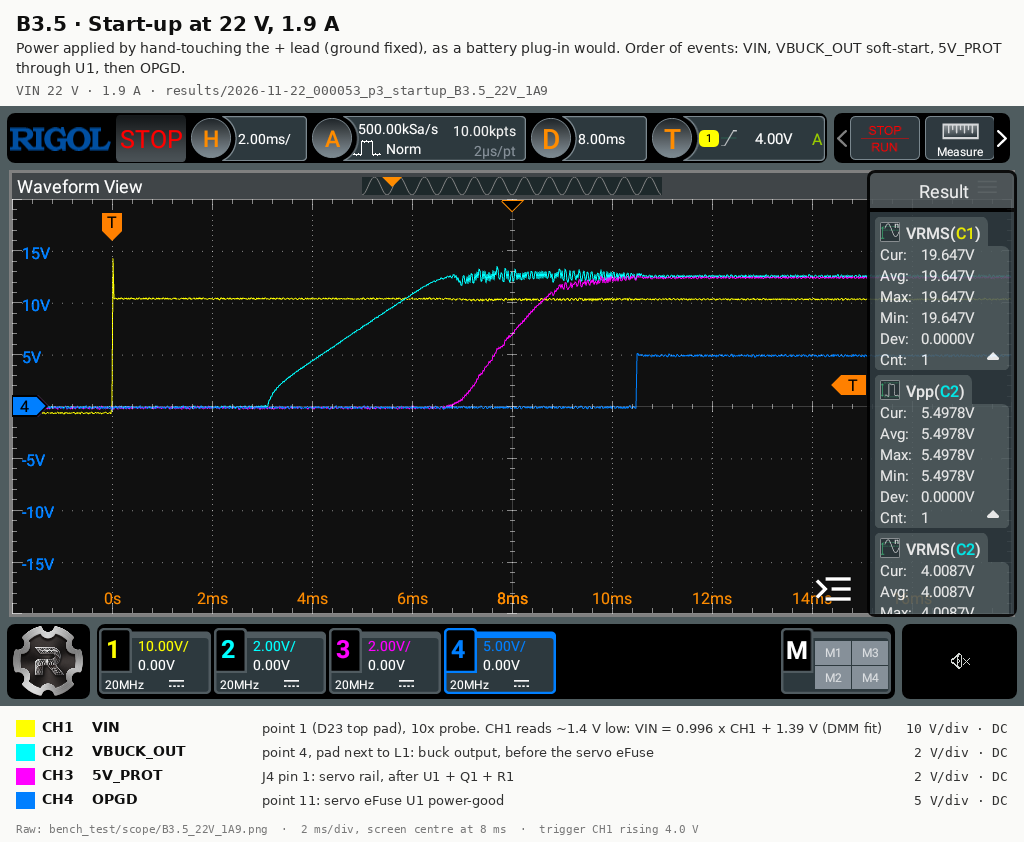 B3.5 · Start-up at 22 V, 1.9 A
Power applied by hand-touching the + lead (ground fixed), as a battery plug-in would. Order of events: VIN, VBUCK_OUT soft-start, 5V_PROT
through U1, then OPGD.
VIN 22 V · 1.9 A · results/2026-11-22_000053_p3_startup_B3.5_22V_1A9
RIGOL STOP H 2.00ms/ A 500.00kSa/s 10.00kpts Norm 2µs/pt D 8.00ms T 1 4.00V A STOP RUN Measure
Waveform View
Result
T
15V
10V
5V
4
-5V
-10V
-15V
T
0s 2ms 4ms 6ms 8ms 10ms 12ms 14ms
VRMS(C1)
Cur: 19.647V
Avg: 19.647V
Max: 19.647V
Min: 19.647V
Dev: 0.0000V
Cnt: 1
Vpp(C2)
Cur: 5.4978V
Avg: 5.4978V
Max: 5.4978V
Min: 5.4978V
Dev: 0.0000V
Cnt: 1
VRMS(C2)
Cur: 4.0087V
Avg: 4.0087V
4.0087V
R
1 10.00V/ 0.00V 20MHz
2 2.00V/ 0.00V 20MHz
3 2.00V/ 0.00V 20MHz
4 5.00V/ 0.00V 20MHz
M M1 M3 M2 M4
CH1 VIN point 1 (D23 top pad), 10x probe. CH1 reads ~1.4 V low: VIN = 0.996 x CH1 + 1.39 V (DMM fit) 10 V/div · DC
CH2 VBUCK_OUT point 4, pad next to L1: buck output, before the servo eFuse 2 V/div · DC
CH3 5V_PROT J4 pin 1: servo rail, after U1 + Q1 + R1 2 V/div · DC
CH4 OPGD point 11: servo eFuse U1 power-good 5 V/div · DC
Raw: bench_test/scope/B3.5_22V_1A9.png · 2 ms/div, screen centre at 8 ms · trigger CH1 rising 4.0 V